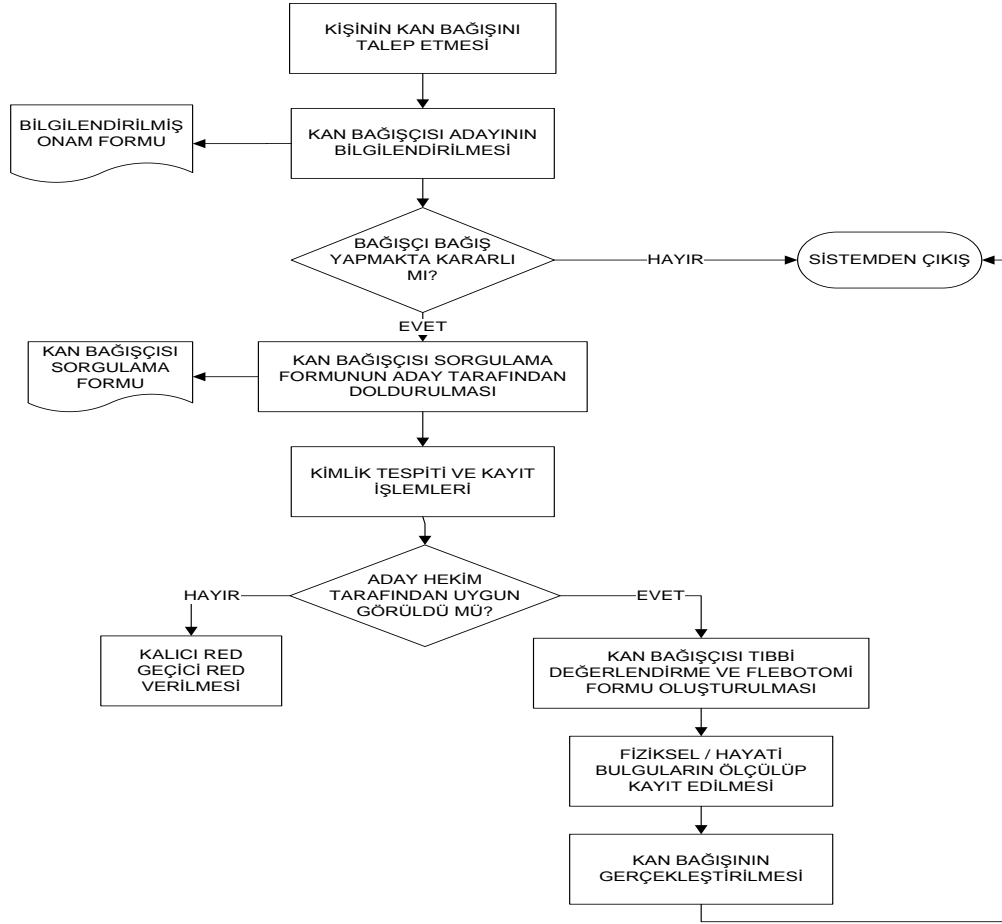 KİŞİNİN KAN BAĞIŞINI
TALEP ETMESİ
BİLGİLENDİRİLMİŞ
ONAM FORMU
KAN BAĞIŞÇISI ADAYININ
BİLGİLENDİRİLMESİ
BAĞIŞÇI BAĞIŞ
YAPMAKTA KARARLI
MI?
HAYIR
SİSTEMDEN ÇIKIŞ
EVET
KAN BAĞIŞÇISI
SORGULAMA
FORMU
KAN BAĞIŞÇISI SORGULAMA
FORMUNUN ADAY TARAFINDAN
DOLDURULMASI
KİMLİK TESPİTİ VE KAYIT
İŞLEMLERİ
ADAY HEKİM
TARAFINDAN UYGUN
GÖRÜLDÜ MÜ?
HAYIR
EVET
KALICI RED
GEÇİCİ RED
VERİLMESİ
KAN BAĞIŞÇISI TIBBİ
DEĞERLENDİRME VE FLEBOTOMİ
FORMU OLUŞTURULMASI
FİZİKSEL / HAYATİ
BULGULARIN ÖLÇÜLÜP
KAYIT EDİLMESİ
KAN BAĞIŞININ
GERÇEKLEŞTİRİLMESİ